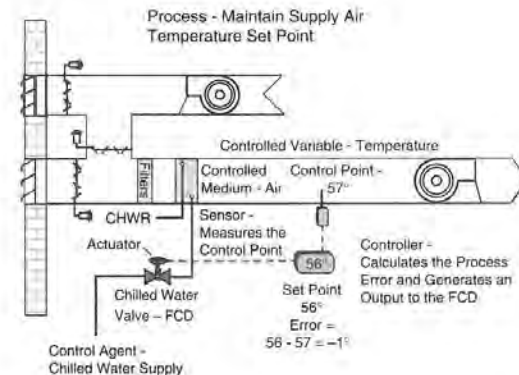 Process - Maintain Supply Air
Temperature Set Point
Controlled Variable - Temperature
Filters
Controlled
Medium - Air
Control Point -
57°
CHWR
Sensor -
Measures the
Control Point
Actuator
56°
Controller -
Calculates the Process
Error and Generates an
Output to the FCD
Chilled Water
Valve – FCD
Set Point
56°
Error =
56 - 57 = –1°
Control Agent -
Chilled Water Supply